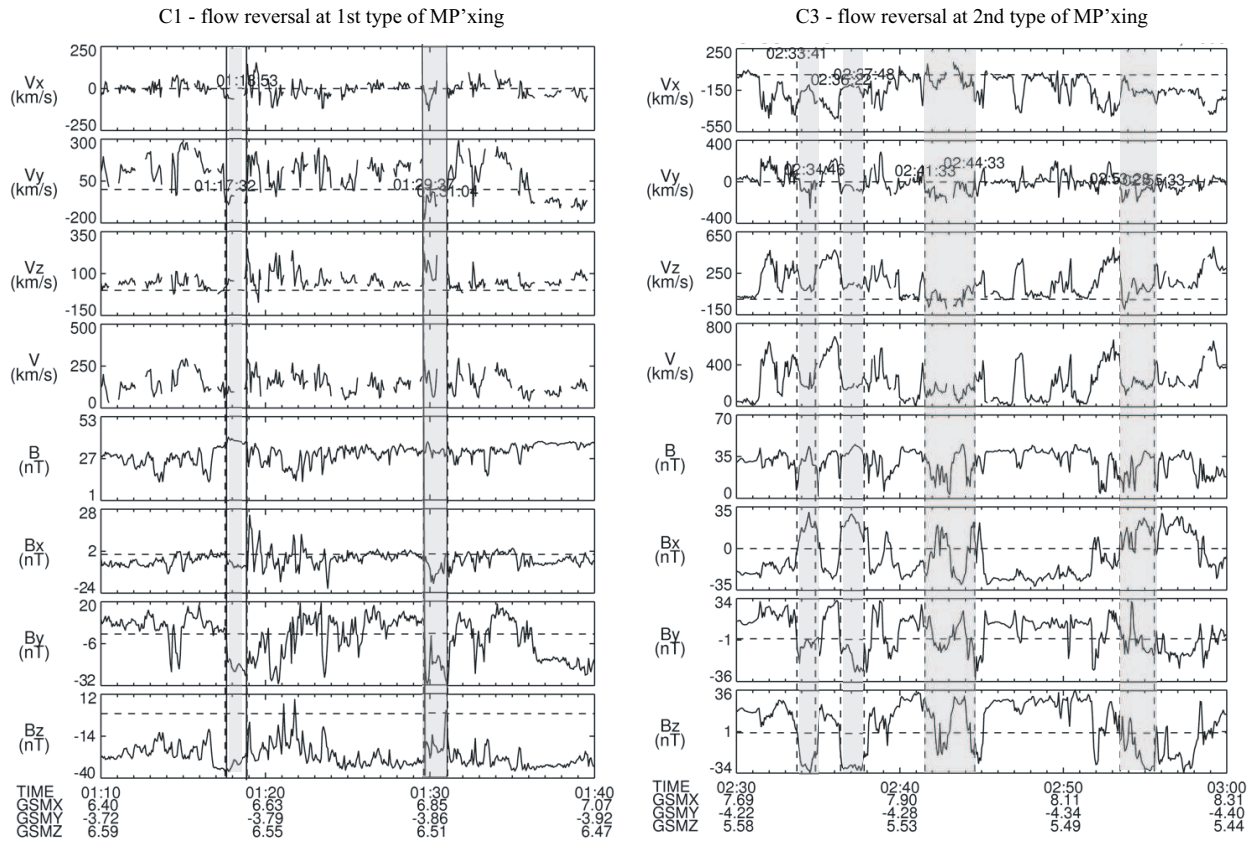 C1 - flow reversal at 1st type of MP'xing
250
Vx
(km/s)
0
-250
01:18:53
300
Vy
(km/s)
50
-200
01:17:32
350
Vz
(km/s)
100
-150
500
V
(km/s)
250
0
53
B
(nT)
27
1
28
Bx
(nT)
2
-24
20
By
(nT)
-6
-32
12
Bz
(nT)
-14
-40
TIME 01:10 01:20 01:30 01:40
GSMX 6.40 6.63 6.85 7.07
GSMY -3.72 -3.79 -3.86 -3.92
GSMZ 6.59 6.55 6.51 6.47
C3 - flow reversal at 2nd type of MP'xing
250
Vx
(km/s)
-150
-550
02:33:41
02:37:48
400
Vy
(km/s)
0
-400
02:34:46
02:41:33
02:44:33
650
Vz
(km/s)
250
-150
800
V
(km/s)
400
0
70
B
(nT)
35
0
35
Bx
(nT)
0
-35
34
By
(nT)
-1
-36
36
Bz
(nT)
1
-34
TIME 02:30 02:40 02:50 03:00
GSMX 7.69 7.90 8.11 8.31
GSMY -4.22 -4.28 -4.34 -4.40
GSMZ 5.58 5.53 5.49 5.44